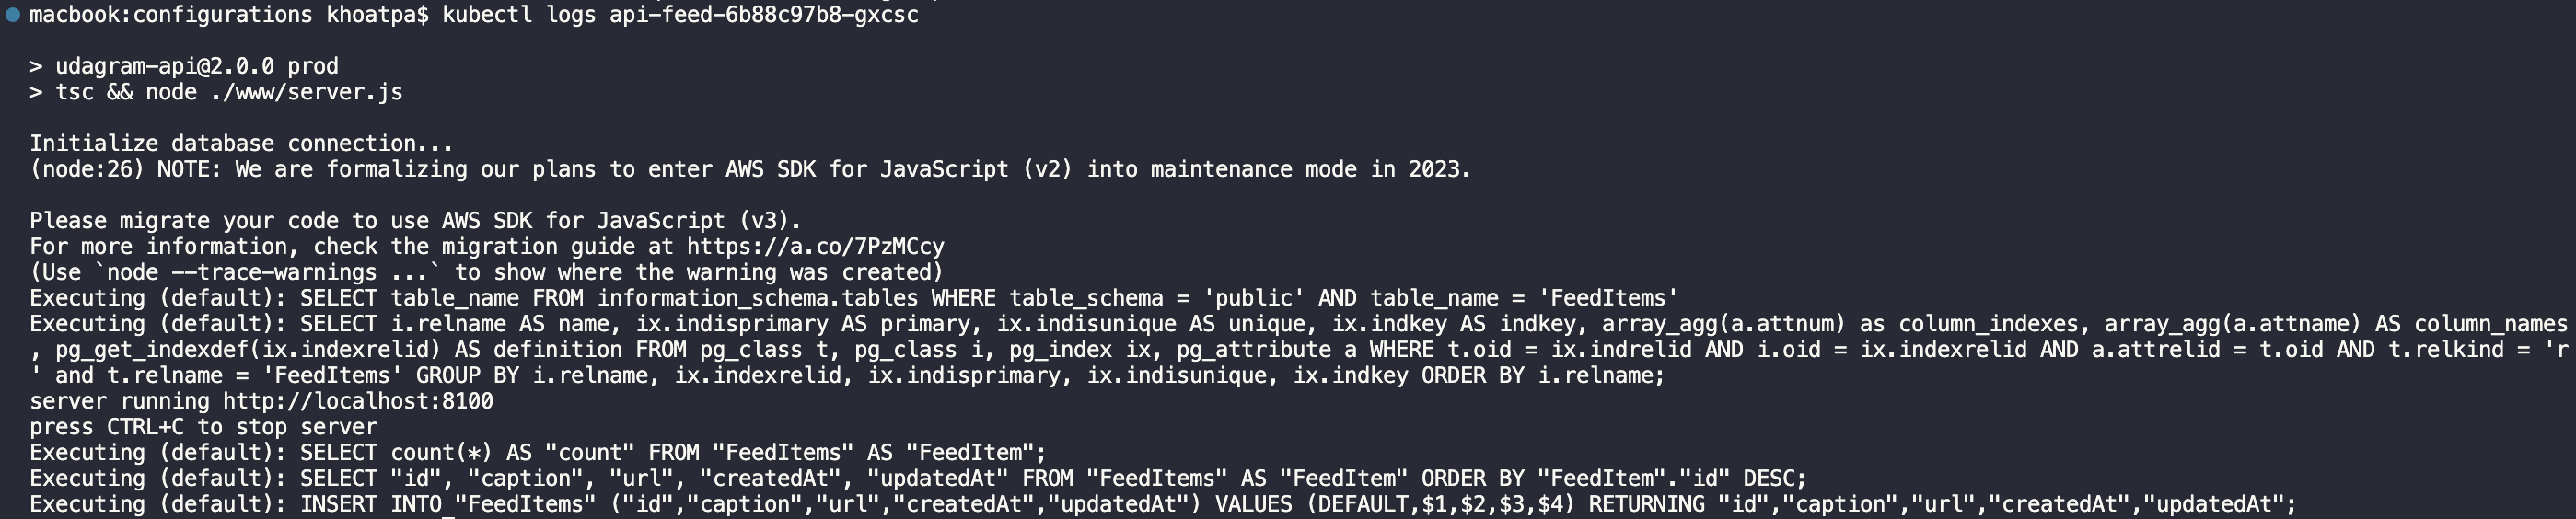 macbook:configurations khoatpa$ kubectl logs api-feed-6b88c97b8-gxcsc
> udagram-api@2.0.0 prod
> tsc && node ./www/server.js
Initialize database connection...
(node:26) NOTE: We are formalizing our plans to enter AWS SDK for JavaScript (v2) into maintenance mode in 2023.
Please migrate your code to use AWS SDK for JavaScript (v3).
For more information, check the migration guide at https://a.co/7PzMCcy
(Use `node --trace-warnings ...` to show where the warning was created)
Executing (default): SELECT table_name FROM information_schema.tables WHERE table_schema = 'public' AND table_name = 'FeedItems'
Executing (default): SELECT i.relname AS name, ix.indisprimary AS primary, ix.indisunique AS unique, ix.indkey AS indkey, array_agg(a.attnum) as column_indexes, array_agg(a.attname) AS column_names
, pg_get_indexdef(ix.indexrelid) AS definition FROM pg_class t, pg_class i, pg_index ix, pg_attribute a WHERE t.oid = ix.indrelid AND i.oid = ix.indexrelid AND a.attrelid = t.oid AND t.relkind = 'r
' and t.relname = 'FeedItems' GROUP BY i.relname, ix.indexrelid, ix.indisprimary, ix.indisunique, ix.indkey ORDER BY i.relname;
server running http://localhost:8100
press CTRL+C to stop server
Executing (default): SELECT count(*) AS "count" FROM "FeedItems" AS "FeedItem";
Executing (default): SELECT "id", "caption", "url", "createdAt", "updatedAt" FROM "FeedItems" AS "FeedItem" ORDER BY "FeedItem"."id" DESC;
Executing (default): INSERT INTO "FeedItems" ("id","caption","url","createdAt","updatedAt") VALUES (DEFAULT,$1,$2,$3,$4) RETURNING "id","caption","url","createdAt","updatedAt";